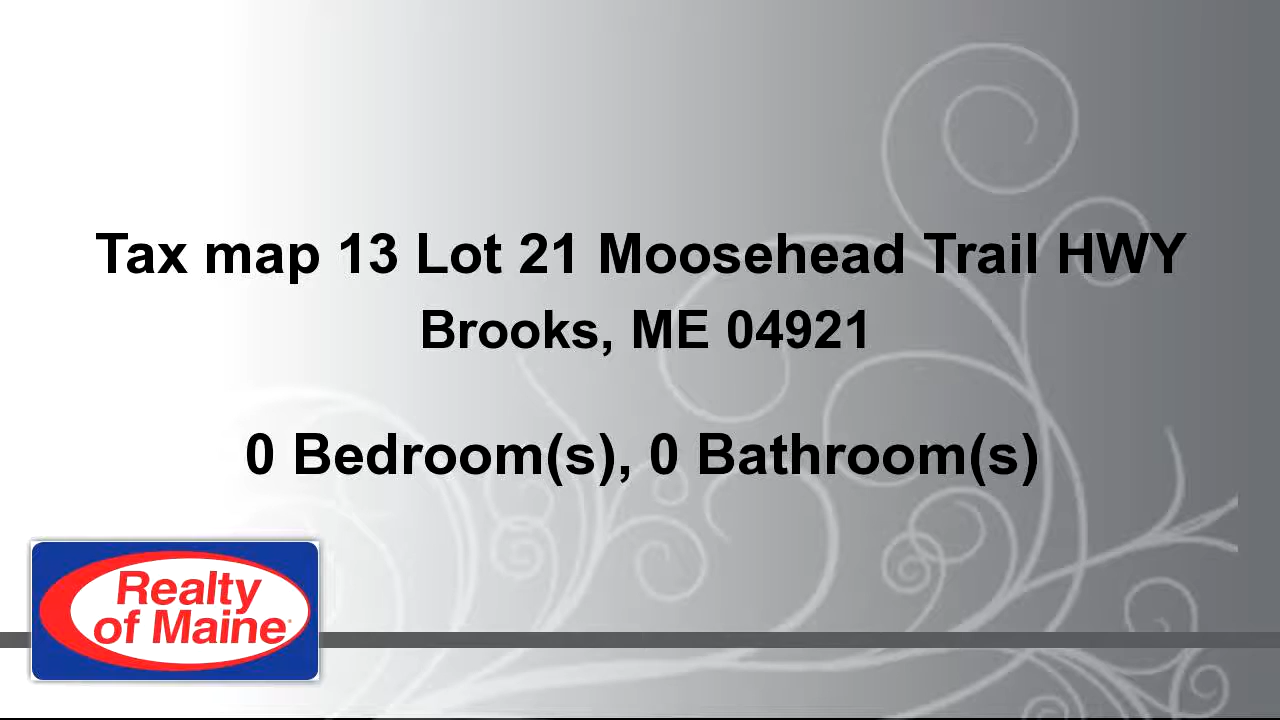 Tax map 13 Lot 21 Moosehead Trail HWY
Brooks, ME 04921
0 Bedroom(s), 0 Bathroom(s)
Realty
of Maine